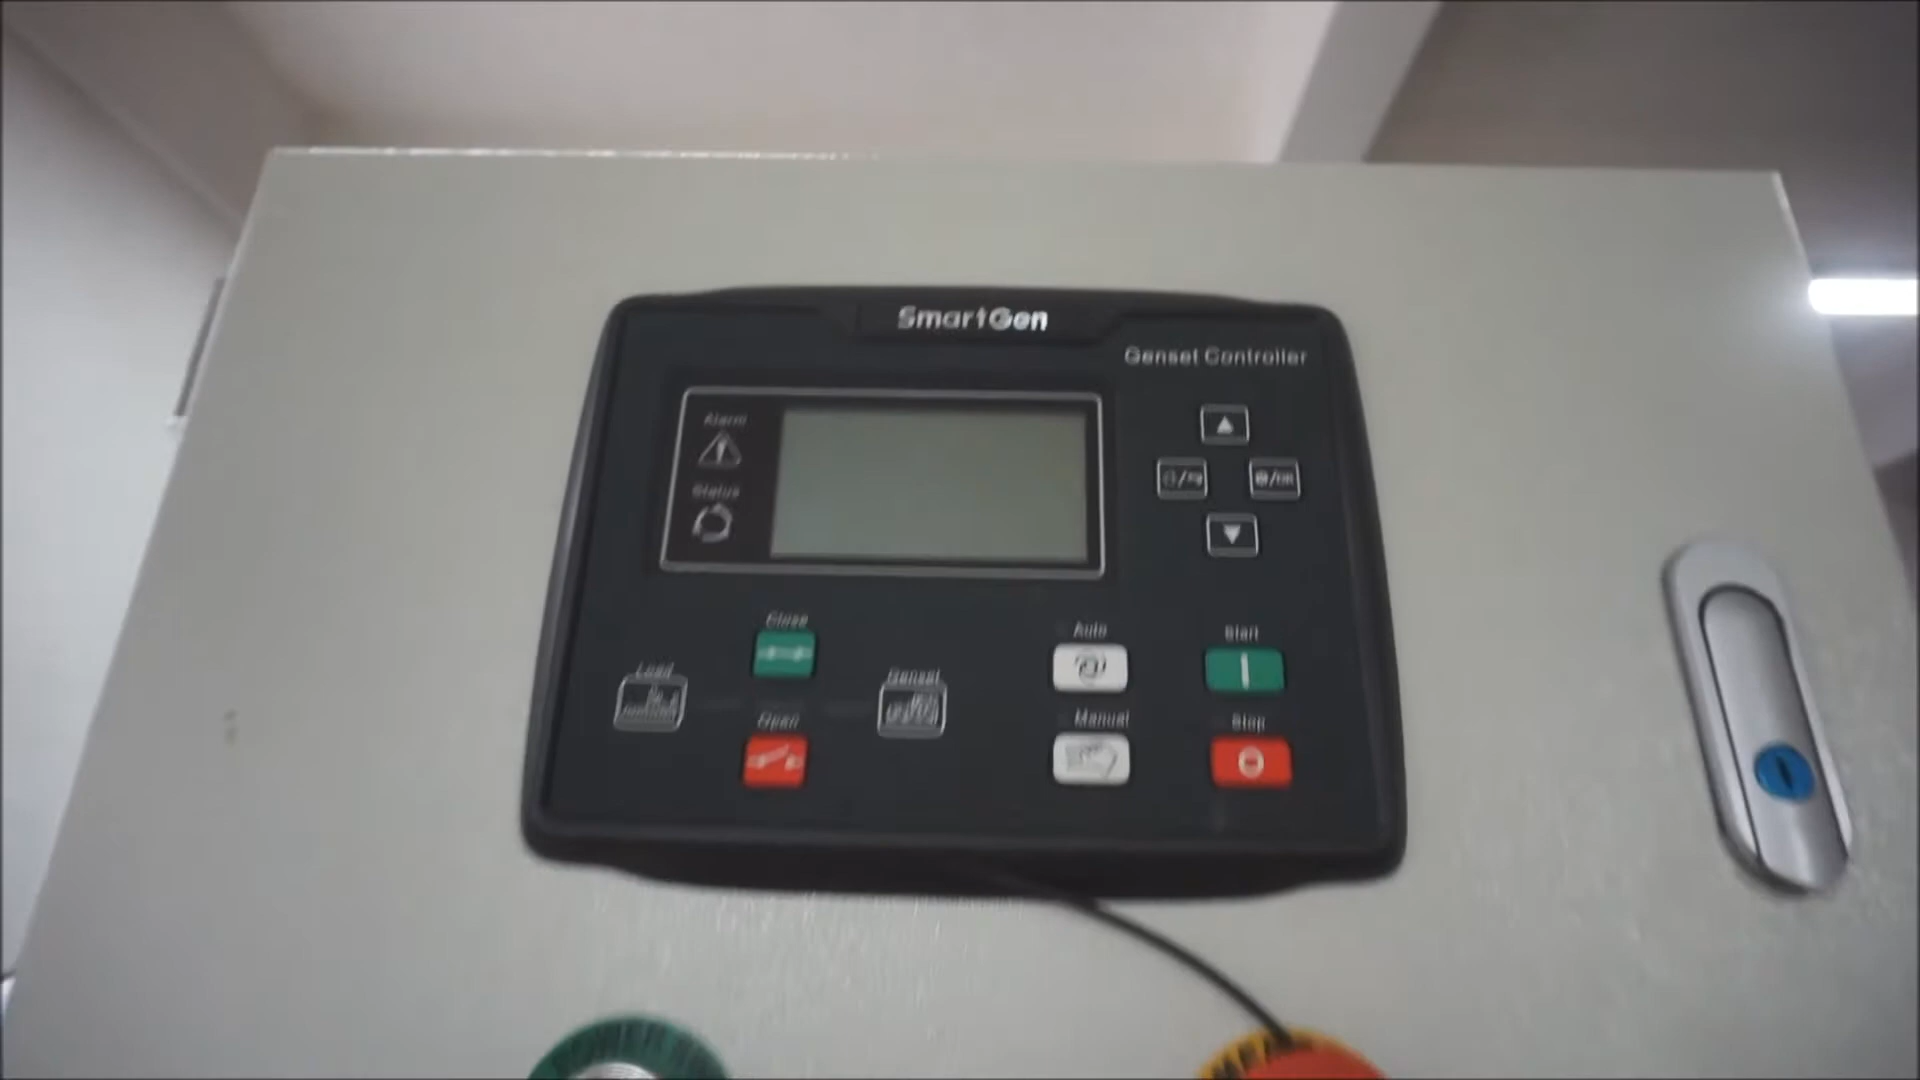 SmartGen
Genset Controller
Alarm
Status
Close
Auto
Start
Load
Genset
Open
Manual
Stop